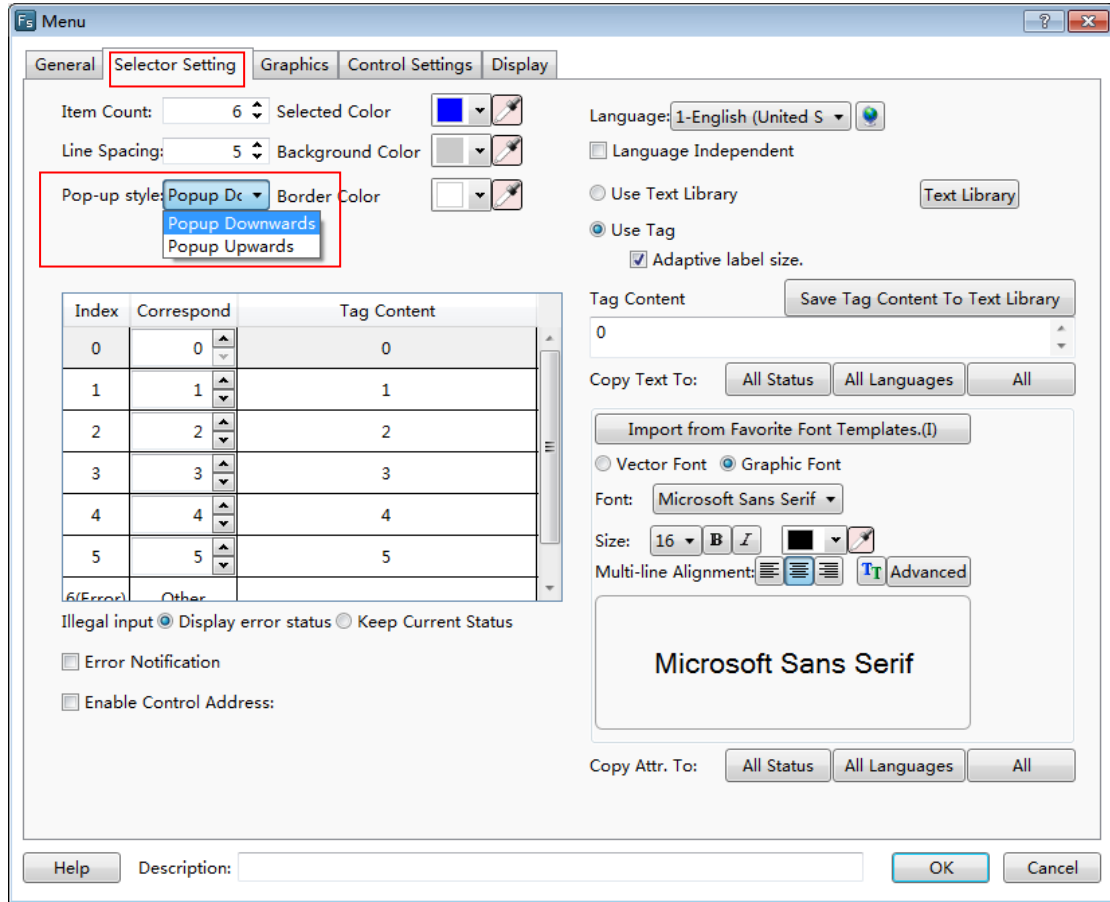 Fs Menu
General Selector Setting Graphics Control Settings Display
Item Count: 6 Selected Color
Line Spacing: 5 Background Color
Pop-up style: Popup Dc Border Color
Popup Downwards
Popup Upwards
Language: 1-English (United S
Language Independent
Use Text Library Text Library
Use Tag
Adaptive label size.
Index Correspond Tag Content
0 0 0
1 1 1
2 2 2
3 3 3
4 4 4
5 5 5
6(Error) Other
Illegal input Display error status Keep Current Status
Error Notification
Enable Control Address:
Tag Content Save Tag Content To Text Library
0
Copy Text To: All Status All Languages All
Import from Favorite Font Templates.(I)
Vector Font Graphic Font
Font: Microsoft Sans Serif
Size: 16 B I
Multi-line Alignment: TT Advanced
Microsoft Sans Serif
Copy Attr. To: All Status All Languages All
Help Description: OK Cancel